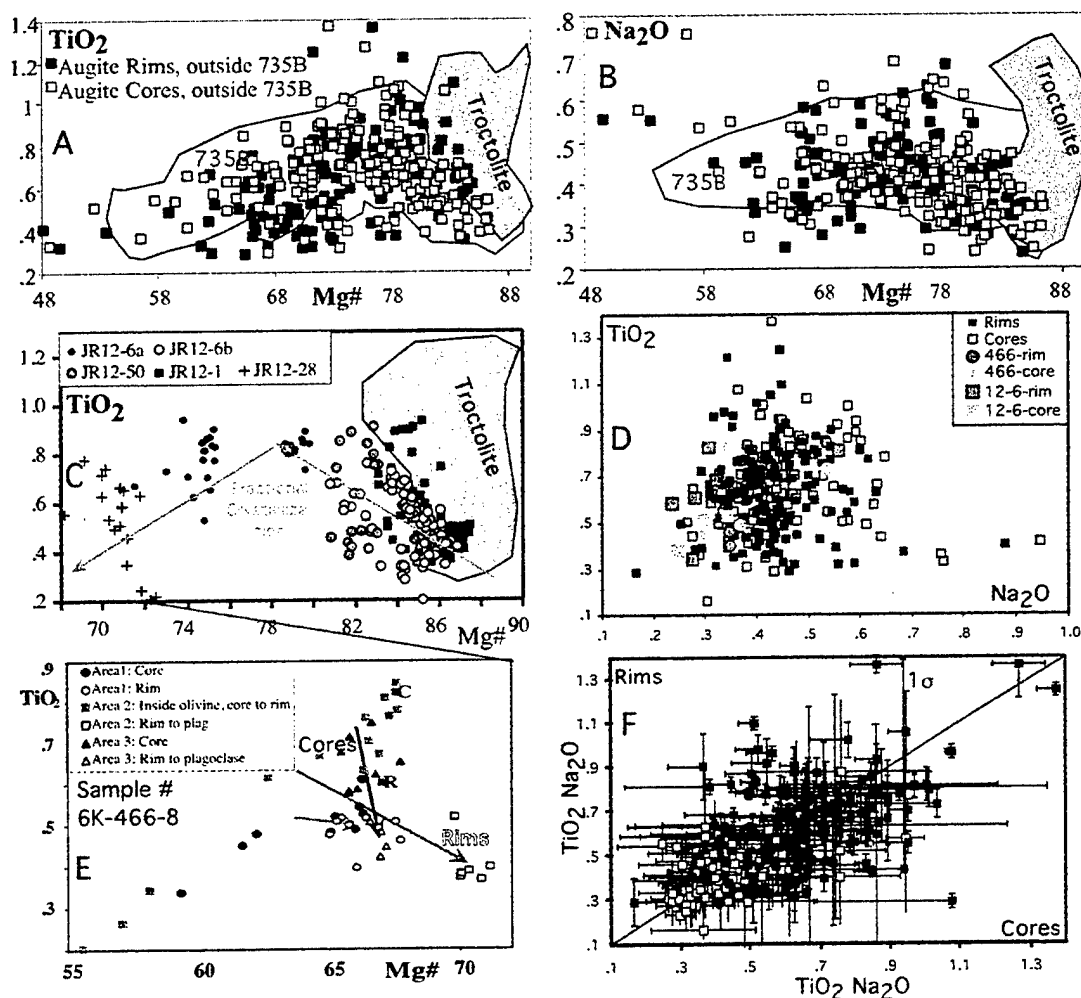 TiO2
■ Augite Rims, outside 735B
□ Augite Cores, outside 735B
A
735B
Troctolite
1.4
1.2
1
.8
.6
.4
.2
48 58 68 Mg# 78 88
Na2O
B
735B
Troctolite
.8
.7
.6
.5
.4
.3
.2
48 58 68 Mg# 78 88
JR12-6a JR12-6b
JR12-50 JR12-1 + JR12-28
TiO2
C
Troctolite
1.2
1.0
.8
.6
.4
.2
70 74 78 82 86 Mg# 90
TiO2
Rims
Cores
466-rim
466-core
12-6-rim
12-6-core
D
1.3
1.1
.9
.7
.5
.3
.1
Na2O
.1 .2 .3 .4 .5 .6 .7 .8 .9 1.0
Area1: Core
Area1: Rim
Area 2: Inside olivine, core to rim
Area 2: Rim to plag
Area 3: Core
Area 3: Rim to plagoclase
Sample #
6K-466-8
E
Cores
C
R
Rims
.9
TiO2
.7
.5
.3
55 60 65 Mg# 70
Rims
1σ
F
Cores
1.3
1.1
.9
.7
.5
.3
.1
TiO2 Na2O
.1 .3 .5 .7 .9 1.1 1.3
TiO2 Na2O